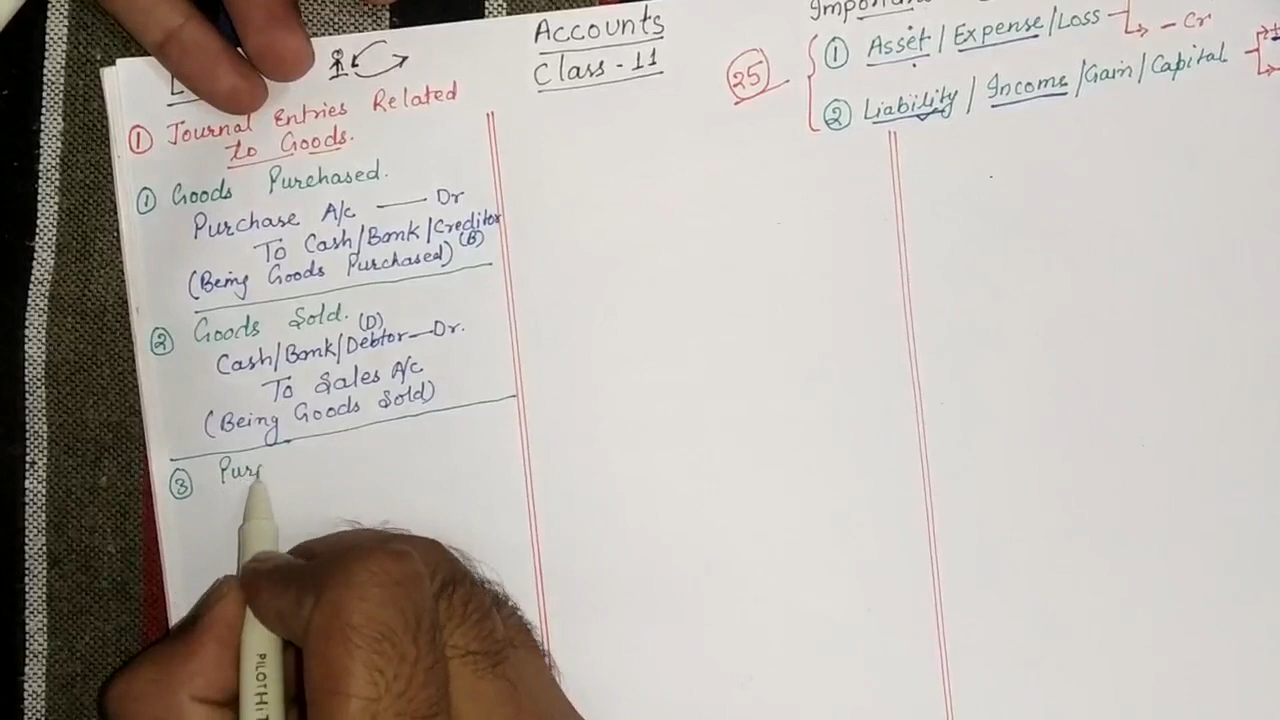 Accounts
Class-11
① Journal Entries Related
to Goods.
① Goods Purchased.
Purchase A/c —— Dr
To Cash/Bank/Creditor
(B)
(Being Goods Purchased)
② Goods Sold.
(D)
Cash/Bank/Debtor—Dr.
To Sales A/c
(Being Goods Sold)
③ Pur
25
① Asset/Expense/Loss
- Cr
② Liability/Income/Gain/Capital
PILOT